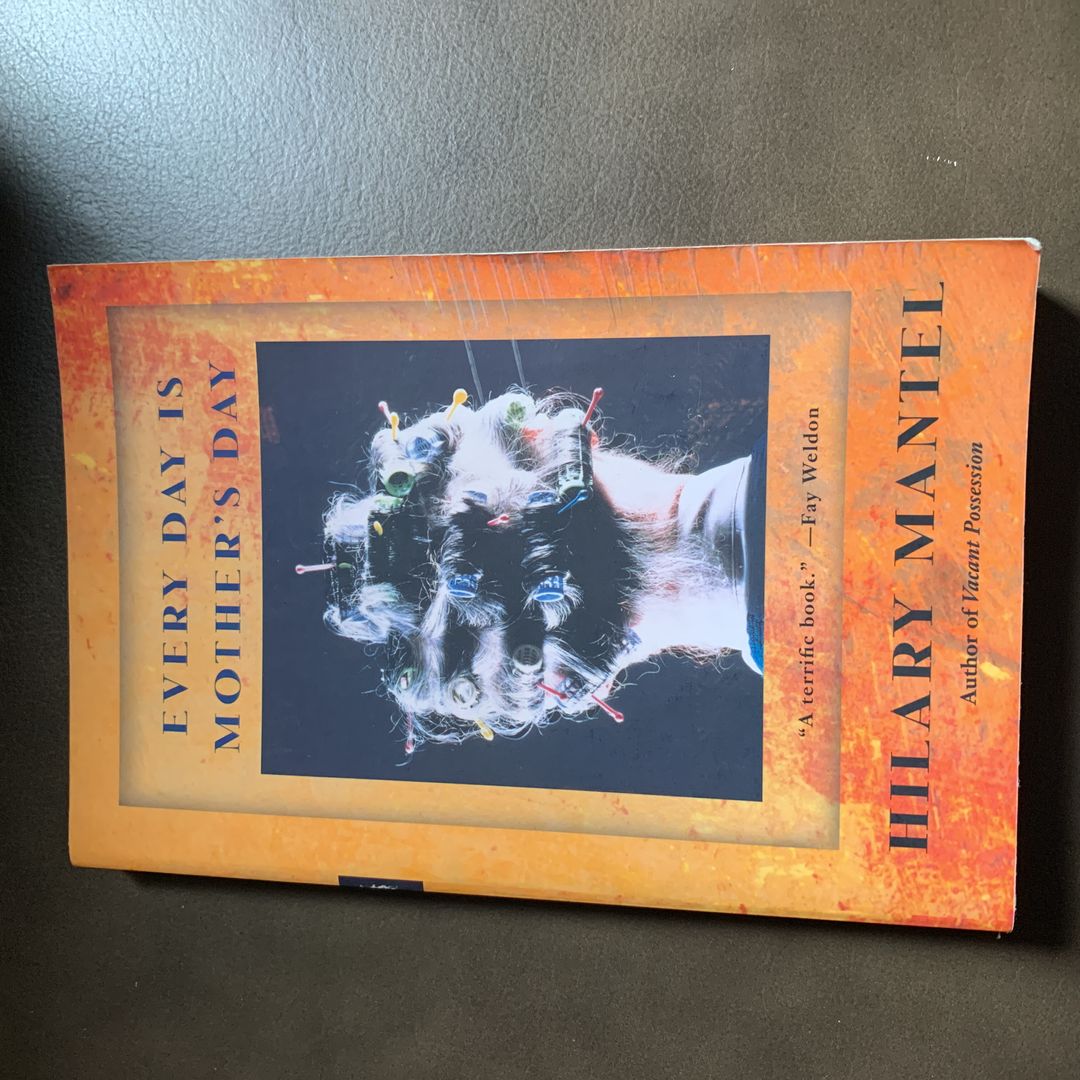 EVERY DAY IS
MOTHER'S DAY
“A terrific book.” —Fay Weldon
HILARY MANTEL
Author of Vacant Possession